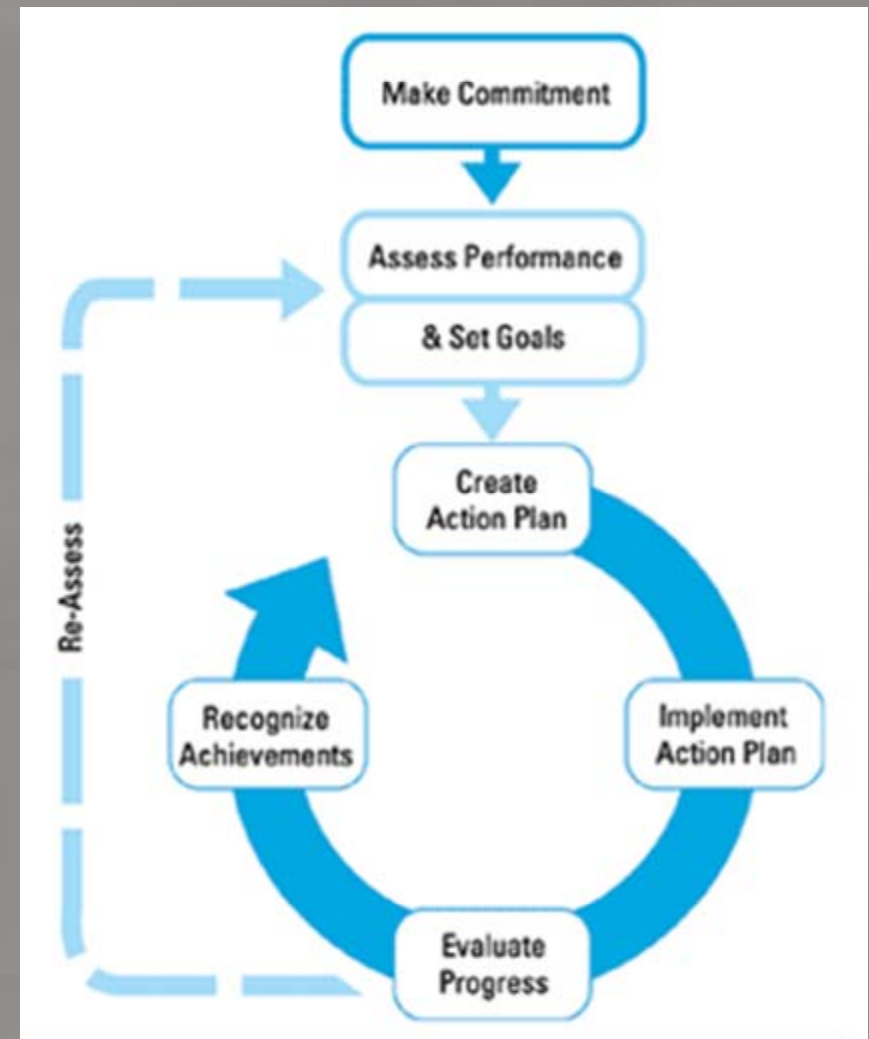 Make Commitment
Assess Performance
& Set Goals
Create
Action Plan
Re-Assess
Recognize
Achievements
Implement
Action Plan
Evaluate
Progress